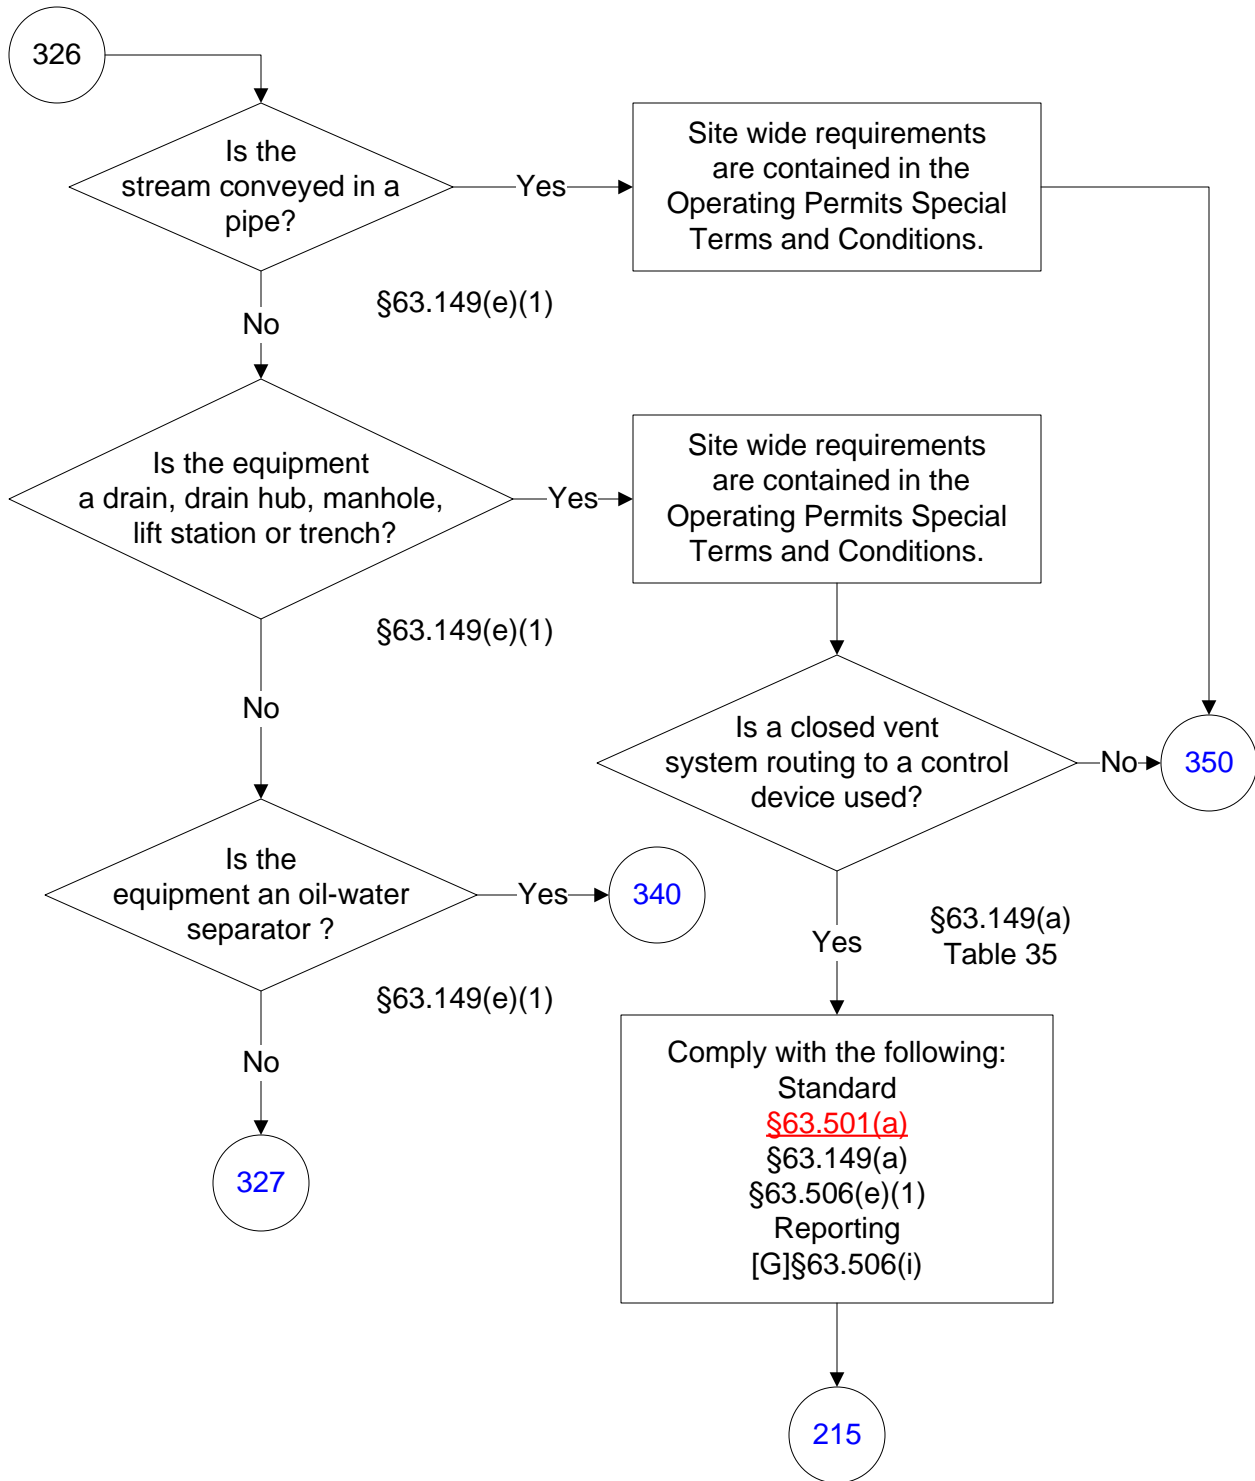 326
Is the
stream conveyed in a
pipe?
Yes
Site wide requirements
are contained in the
Operating Permits Special
Terms and Conditions.
§63.149(e)(1)
No
Is the equipment
a drain, drain hub, manhole,
lift station or trench?
Yes
Site wide requirements
are contained in the
Operating Permits Special
Terms and Conditions.
§63.149(e)(1)
No
Is a closed vent
system routing to a control
device used?
No
350
Is the
equipment an oil-water
separator ?
Yes
340
§63.149(a)
Table 35
Yes
§63.149(e)(1)
No
327
Comply with the following:
Standard
§63.501(a)
§63.149(a)
§63.506(e)(1)
Reporting
[G]§63.506(i)
215